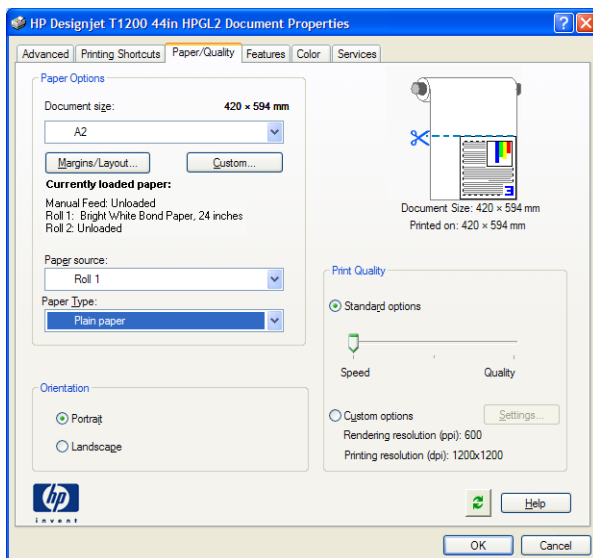 HP Designjet T1200 44in HPGL2 Document Properties
Advanced Printing Shortcuts Paper/Quality Features Color Services
Paper Options
Document size: 420 × 594 mm
A2
Margins/Layout... Custom...
Currently loaded paper:
Manual Feed: Unloaded
Roll 1: Bright White Bond Paper, 24 inches
Roll 2: Unloaded
Paper source:
Roll 1
Paper Type:
Plain paper
Orientation
Portrait
Landscape
Document Size: 420 × 594 mm
Printed on: 420 × 594 mm
Print Quality
Standard options
Speed Quality
Custom options Settings...
Rendering resolution (ppi): 600
Printing resolution (dpi): 1200x1200
hp
invent
Help
OK Cancel